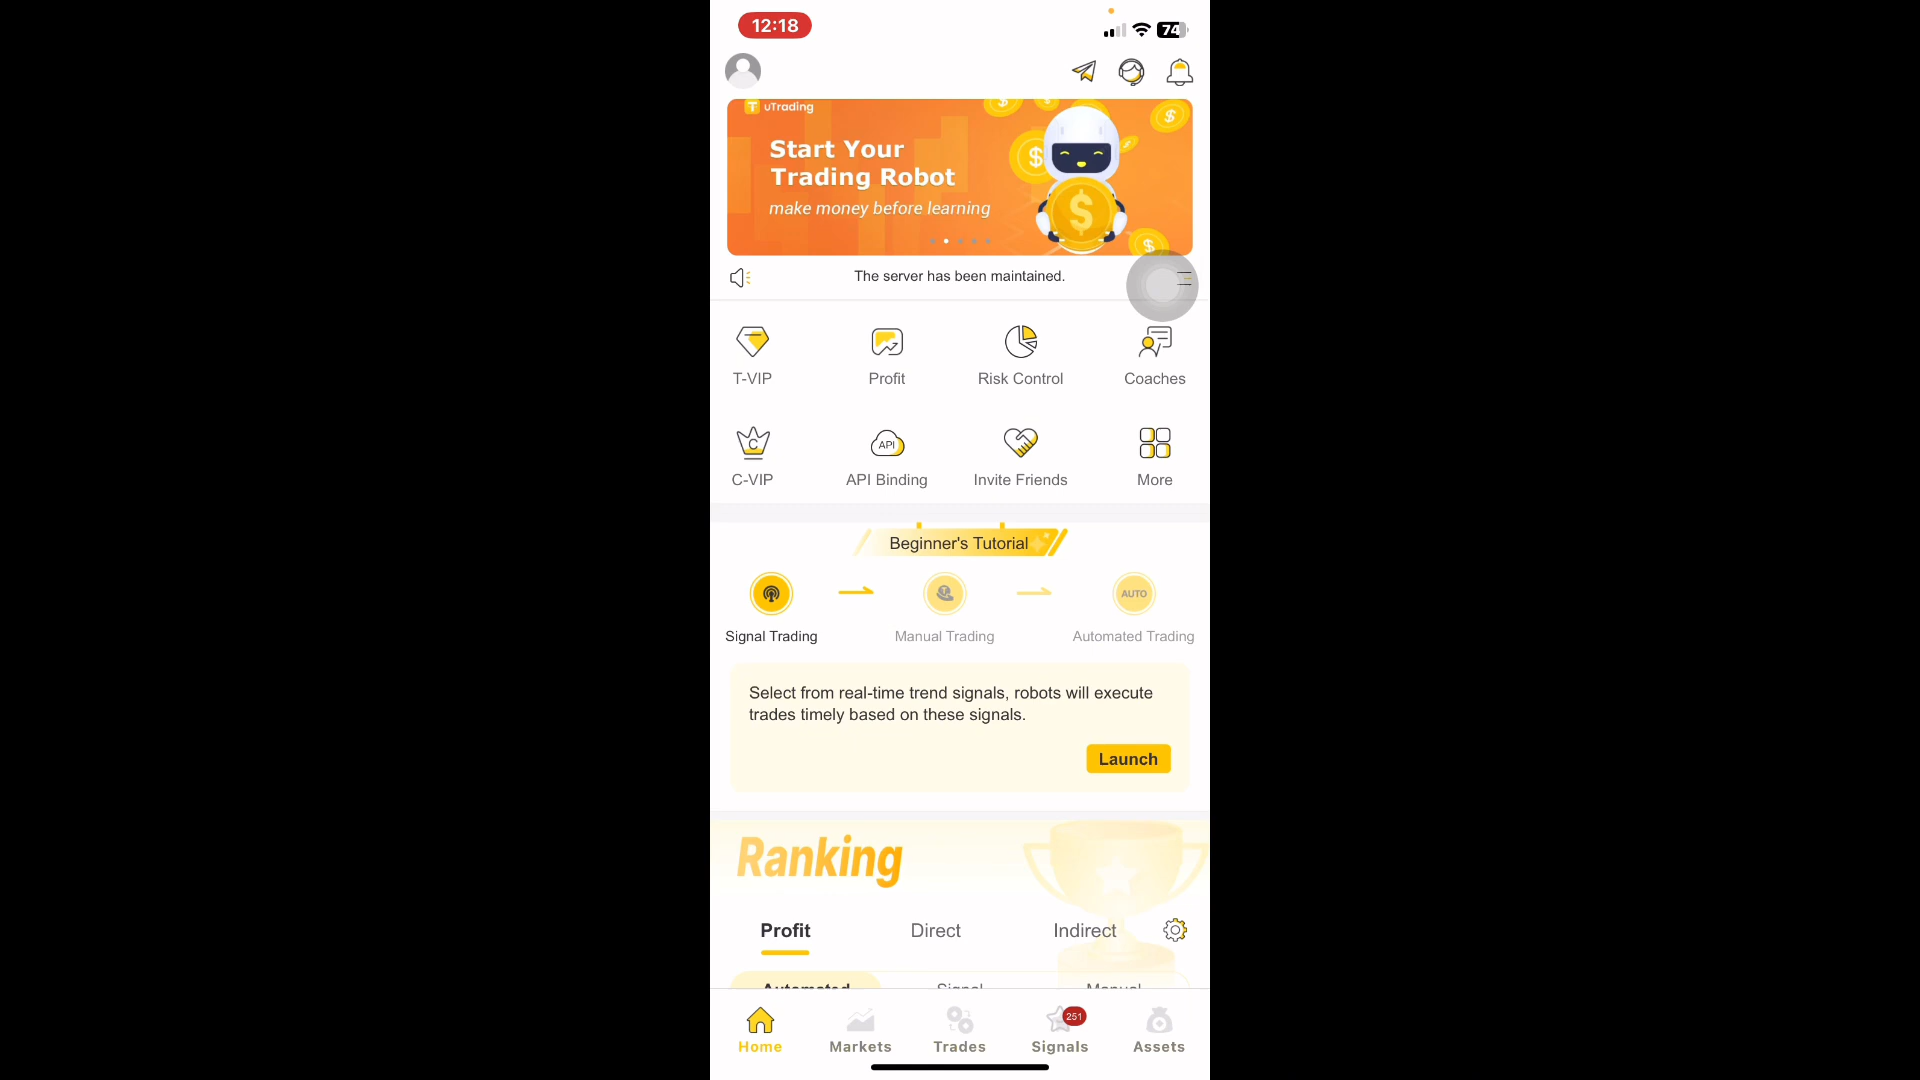 12:18
74
uTrading
Start Your
Trading Robot
make money before learning
The server has been maintained.
T-VIP
Profit
Risk Control
Coaches
C
API
C-VIP
API Binding
Invite Friends
More
Beginner's Tutorial
AUTO
Signal Trading
Manual Trading
Automated Trading
Select from real-time trend signals, robots will execute
trades timely based on these signals.
Launch
Ranking
Profit
Direct
Indirect
Automated
Signal
Manual
251
Home
Markets
Trades
Signals
Assets